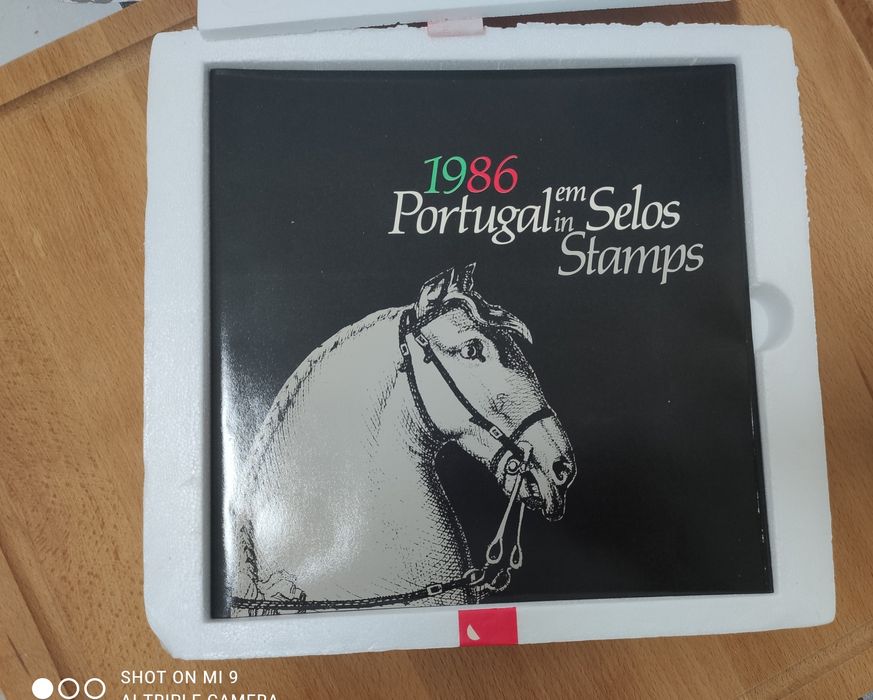 1986
Portugal em Selos
in Stamps
SHOT ON MI 9
AI TRIPLE CAMERA